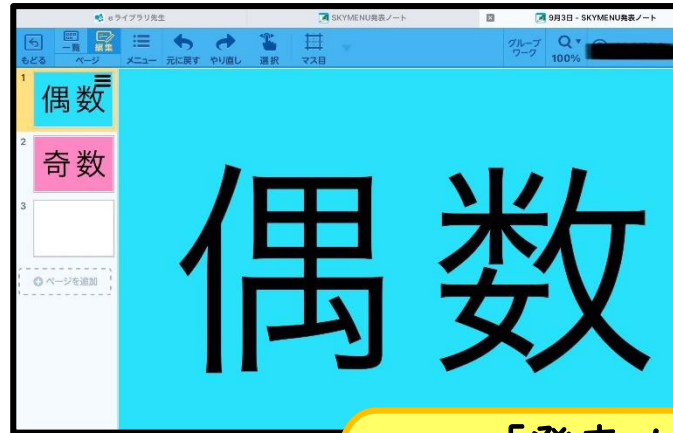 eライブラリ先生
SKYMENU発表ノート
9月3日 - SKYMENU発表ノート
もどる
一覧
編集
ページ
メニュー
元に戻す
やり直し
選択
マス目
グループ
ワーク
100%
1
偶数
2
奇数
3
ページを追加
偶数